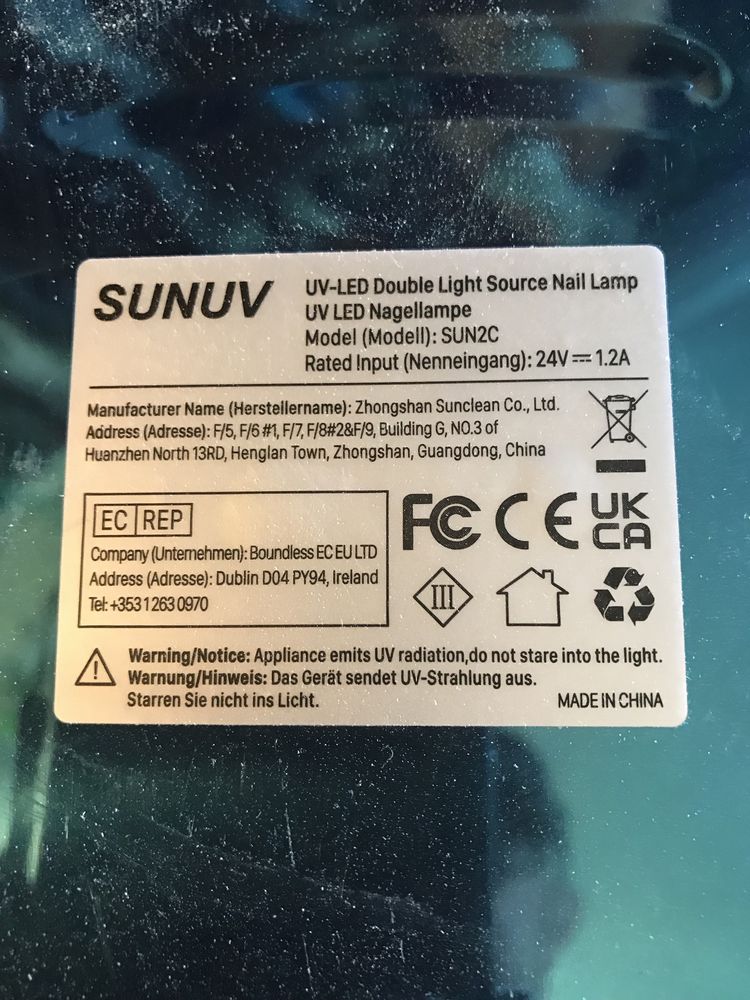 SUNUV
UV-LED Double Light Source Nail Lamp
UV LED Nagellampe
Model (Modell): SUN2C
Rated Input (Nenneingang): 24V⎓1.2A
Manufacturer Name (Herstellername): Zhongshan Sunclean Co., Ltd.
Address (Adresse): F/5, F/6 #1, F/7, F/8#2&F/9, Building G, NO.3 of
Huanzhen North 13RD, Henglan Town, Zhongshan, Guangdong, China
EC REP
Company (Unternehmen): Boundless EC EU LTD
Address (Adresse): Dublin D04 PY94, Ireland
Tel: +353 1 263 0970
FC CE UK
CA
III
Warning/Notice: Appliance emits UV radiation,do not stare into the light.
Warnung/Hinweis: Das Gerät sendet UV-Strahlung aus.
Starren Sie nicht ins Licht.
MADE IN CHINA